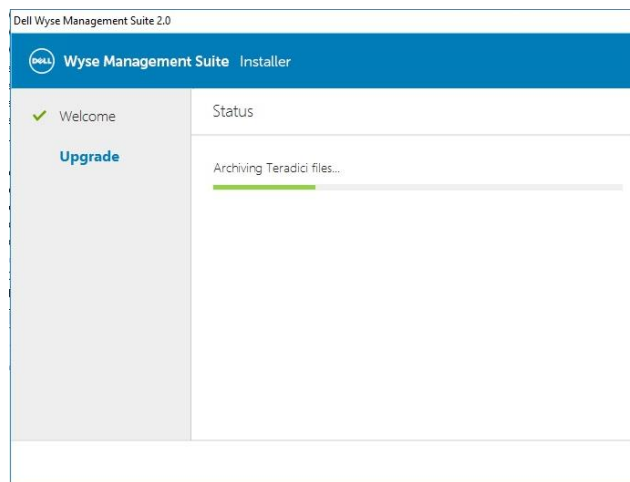 Dell Wyse Management Suite 2.0
DELL Wyse Management Suite Installer
Welcome
Status
Upgrade
Archiving Teradici files...